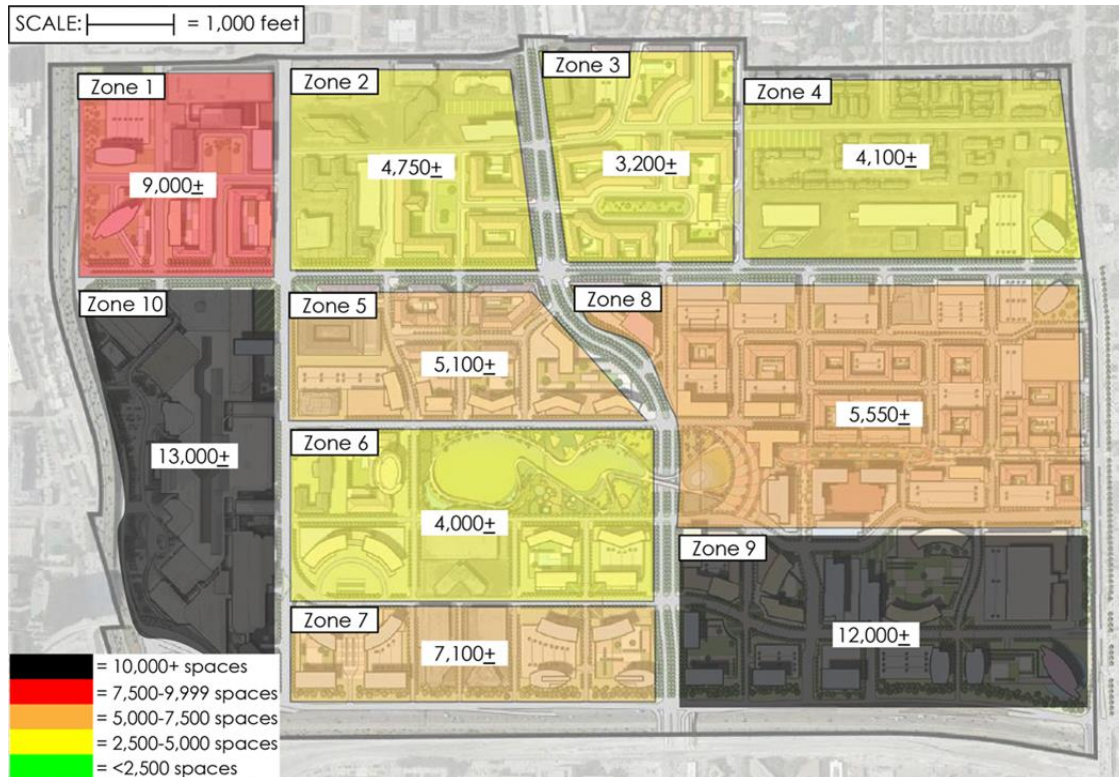 SCALE: = 1,000 feet
Zone 1
9,000±
Zone 2
4,750±
Zone 3
3,200±
Zone 4
4,100±
Zone 10
13,000±
Zone 5
5,100±
Zone 8
5,550±
Zone 6
4,000±
Zone 9
12,000±
Zone 7
7,100±
= 10,000+ spaces
= 7,500-9,999 spaces
= 5,000-7,500 spaces
= 2,500-5,000 spaces
= <2,500 spaces